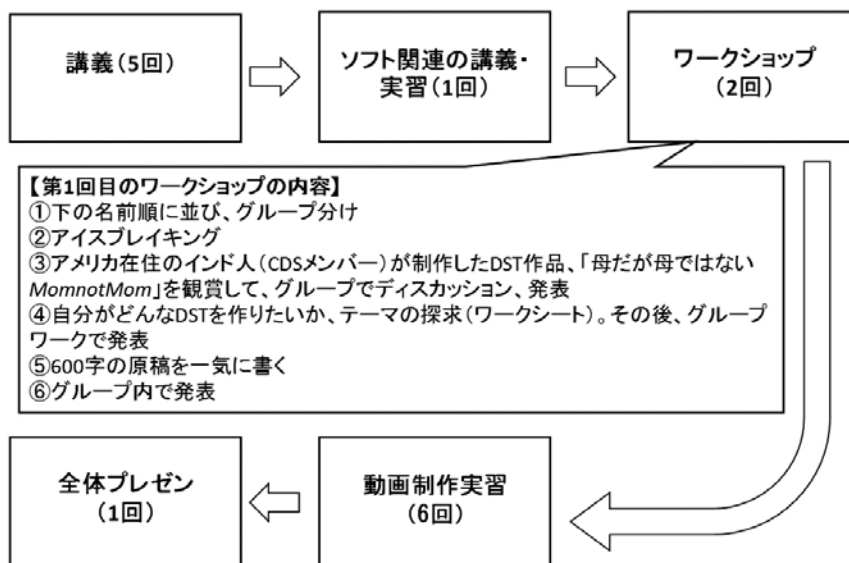 講義(5回)
ソフト関連の講義・
実習(1回)
ワークショップ
(2回)
【第1回目のワークショップの内容】
①下の名前順に並び、グループ分け
②アイスブレイキング
③アメリカ在住のインド人(CDSメンバー)が制作したDST作品、「母だが母ではない
MomnotMom」を観賞して、グループでディスカッション、発表
④自分がどんなDSTを作りたいか、テーマの探求(ワークシート)。その後、グループ
ワークで発表
⑤600字の原稿を一気に書く
⑥グループ内で発表
全体プレゼン
(1回)
動画制作実習
(6回)